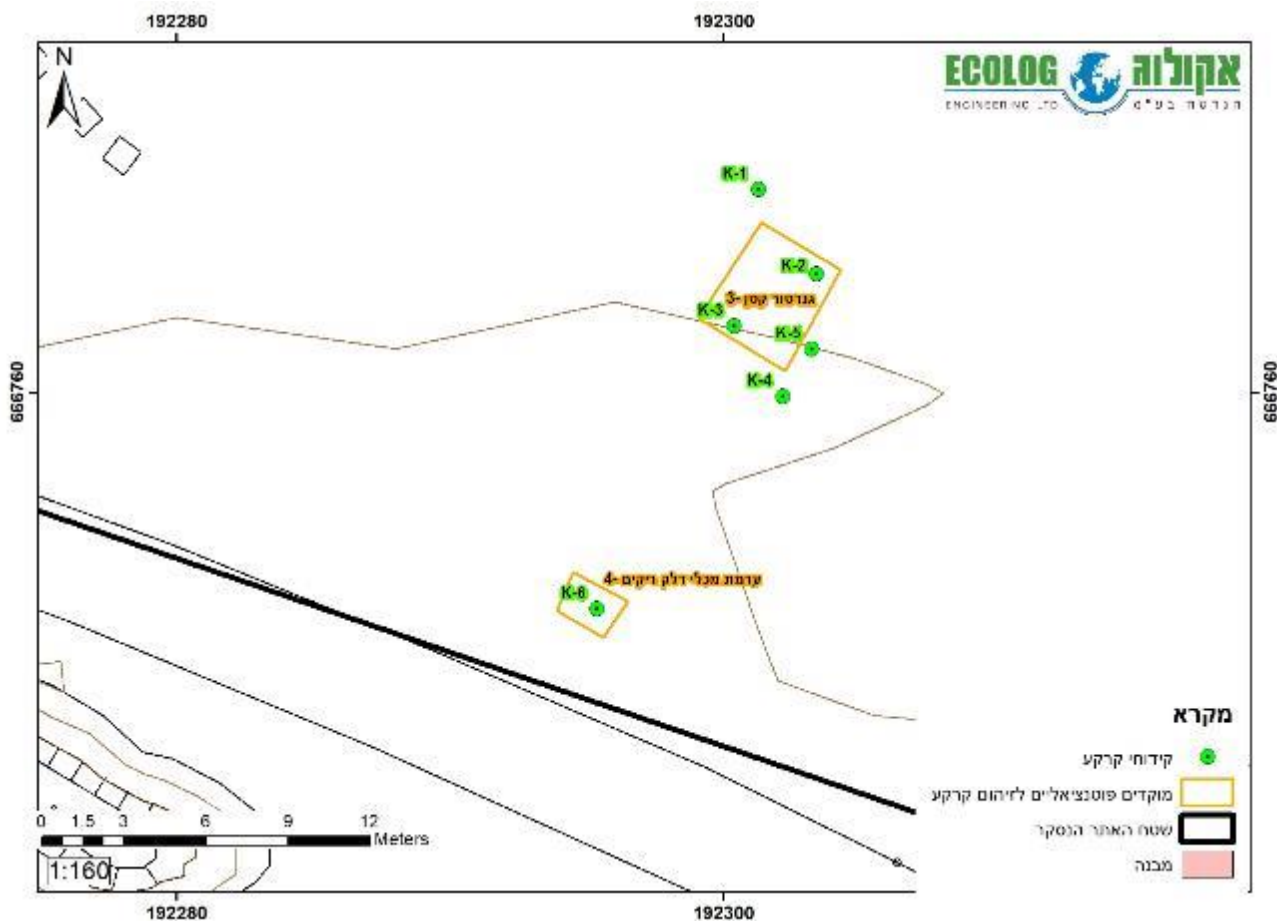 192280
192300
N
ECOLOG אקולוג
ENGINEERING LTD הנדסה בע"מ
K-1
K-2
3- גנרטור קטן
K-3
K-5
K-4
666760
666760
4- ערמת מכלי דלק ריקים
K-6
מקרא
קידוחי קרקע
מוקדים פוטנציאליים לזיהום קרקע
שטח האתר הנסקר
מבנה
0 1.5 3 6 9 12
Meters
1:160
192280
192300